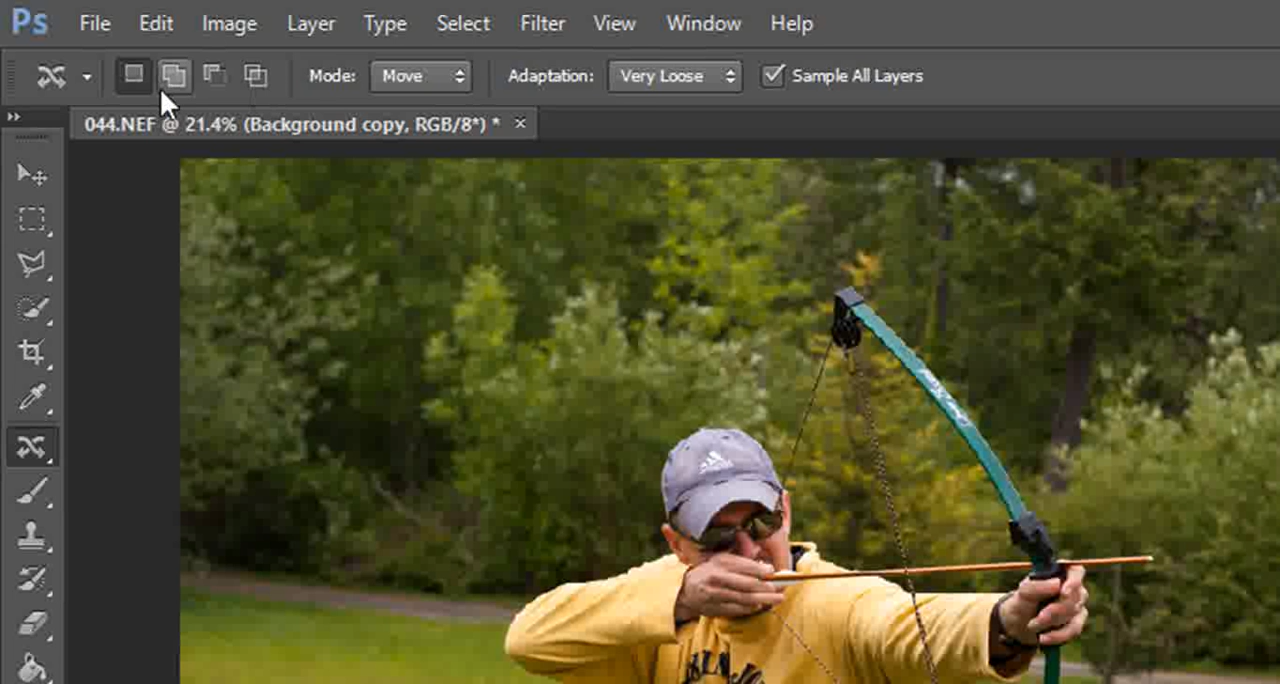 Ps File Edit Image Layer Type Select Filter View Window Help
Mode: Move Adaptation: Very Loose Sample All Layers
044.NEF @ 21.4% (Background copy, RGB/8*) * ×
adidas